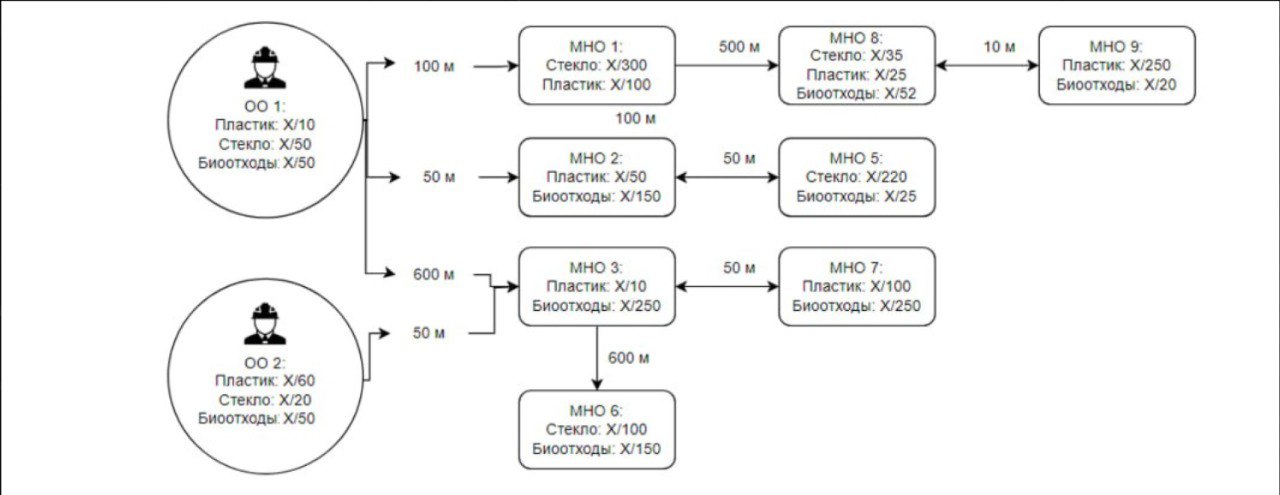 ОО 1:
Пластик: X/10
Стекло: X/50
Биоотходы: X/50
100 м
МНО 1:
Стекло: X/300
Пластик: X/100
500 м
МНО 8:
Стекло: X/35
Пластик: X/25
Биоотходы: X/52
10 м
МНО 9:
Пластик: X/250
Биоотходы: X/20
100 м
50 м
МНО 2:
Пластик: X/50
Биоотходы: X/150
50 м
МНО 5:
Стекло: X/220
Биоотходы: X/25
600 м
МНО 3:
Пластик: X/10
Биоотходы: X/250
50 м
МНО 7:
Пластик: X/100
Биоотходы: X/250
ОО 2:
Пластик: X/60
Стекло: X/20
Биоотходы: X/50
50 м
600 м
МНО 6:
Стекло: X/100
Биоотходы: X/150